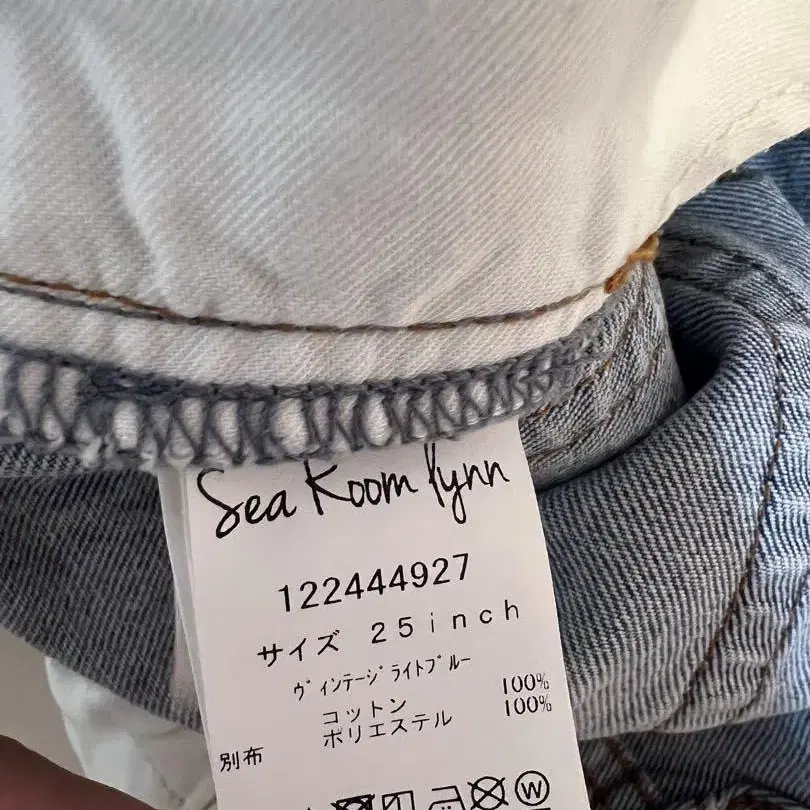 Sea Room lynn
122444927
サイズ 25inch
ヴィンテージライトブルー
コットン 100%
別布 ポリエステル 100%
W